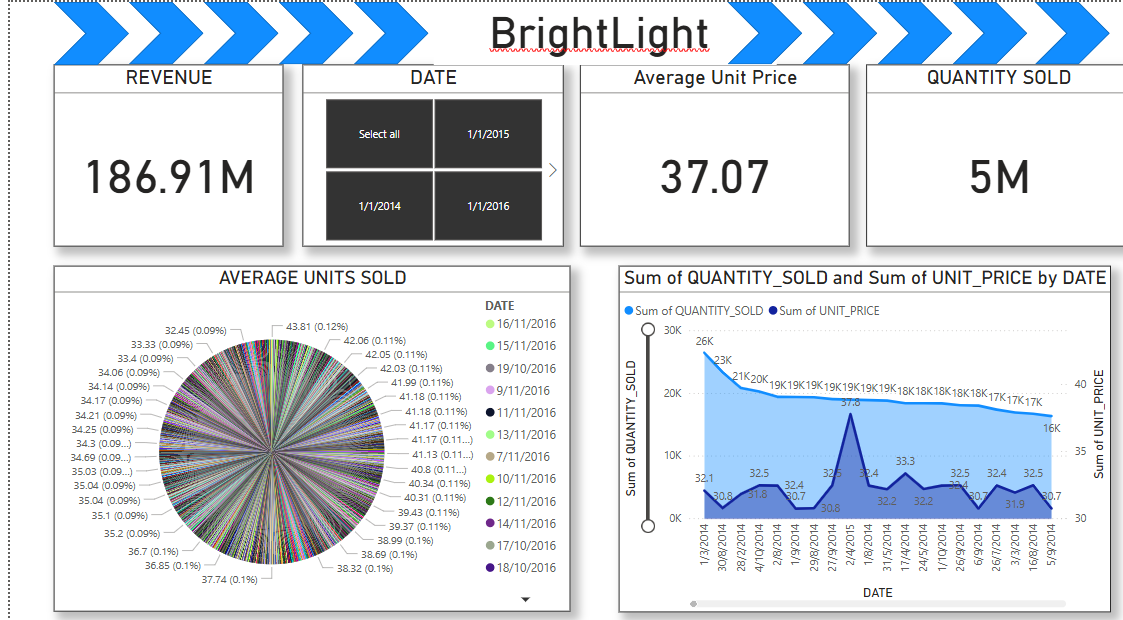 BrightLight
REVENUE
186.91M
DATE
Select all
1/1/2015
1/1/2014
1/1/2016
Average Unit Price
37.07
QUANTITY SOLD
5M
AVERAGE UNITS SOLD
43.81 (0.12%)
42.06 (0.11%)
42.05 (0.11%)
42.03 (0.11%)
41.99 (0.11%)
41.18 (0.11%)
41.18 (0.11%)
41.17 (0.11%)
41.17 (0.11...)
41.13 (0.11%)
40.8 (0.11...)
40.34 (0.11%)
40.31 (0.11%)
39.43 (0.11%)
39.37 (0.11%)
38.99 (0.1%)
38.69 (0.1%)
38.32 (0.1%)
37.74 (0.1%)
36.85 (0.1%)
36.7 (0.1%)
35.2 (0.09%)
35.1 (0.09%)
35.04 (0.09%)
35.04 (0.09%)
35.03 (0.09...)
34.69 (0.09...)
34.3 (0.09...)
34.25 (0.09%)
34.21 (0.09%)
34.17 (0.09%)
34.14 (0.09%)
34.06 (0.09%)
33.4 (0.09%)
33.33 (0.09%)
32.45 (0.09%)
DATE
16/11/2016
15/11/2016
19/10/2016
9/11/2016
11/11/2016
13/11/2016
7/11/2016
10/11/2016
12/11/2016
14/11/2016
17/10/2016
18/10/2016
Sum of QUANTITY_SOLD and Sum of UNIT_PRICE by DATE
Sum of QUANTITY_SOLD
Sum of UNIT_PRICE
Sum of QUANTITY_SOLD
30K
20K
10K
0K
26K
23K
21K
20K
19K
19K
19K
19K
19K
19K
19K
18K
18K
18K
18K
17K
17K
17K
16K
32.1
30.8
31.8
32.5
32.4
30.7
30.8
37.8
32.4
32.2
33.3
32.2
32.5
32.4
30.7
32.4
31.9
32.5
30.7
40
35
30
Sum of UNIT_PRICE
1/3/2014
30/8/2014
28/2/2014
4/10/2014
2/8/2014
1/9/2014
29/8/2014
27/9/2014
2/4/2015
1/8/2014
31/5/2014
17/4/2014
24/5/2014
1/10/2014
26/9/2014
6/9/2014
26/7/2014
3/3/2014
16/8/2014
5/9/2014
DATE